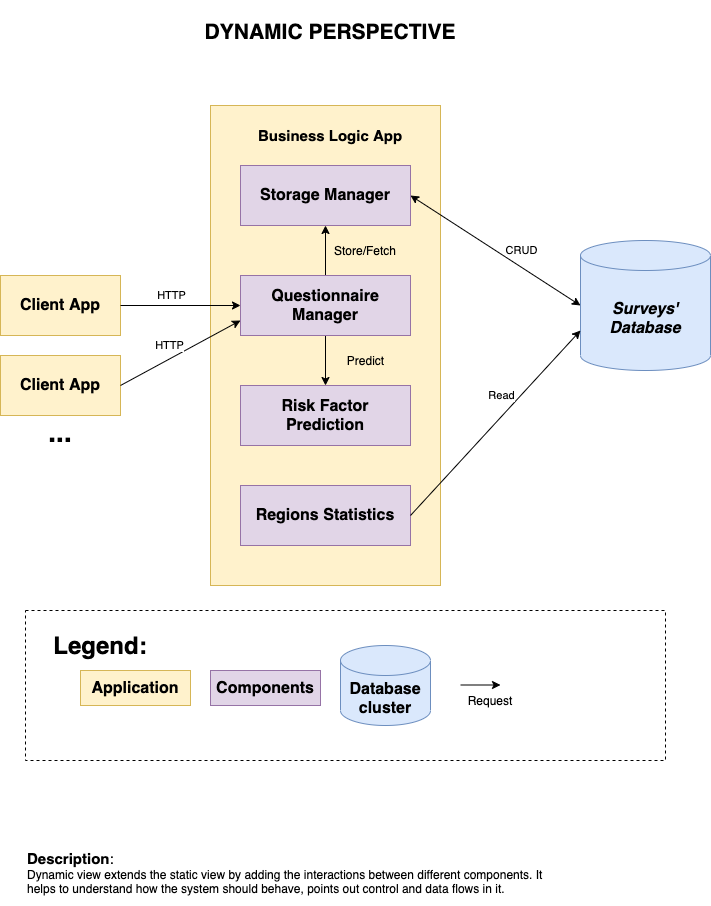 DYNAMIC PERSPECTIVE
Business Logic App
Storage Manager
Store/Fetch
CRUD
Client App
HTTP
Questionnaire
Manager
Surveys'
Database
HTTP
Client App
Predict
...
Risk Factor
Prediction
Read
Regions Statistics
Legend:
Application
Components
Database
cluster
Request
Description:
Dynamic view extends the static view by adding the interactions between different components. It
helps to understand how the system should behave, points out control and data flows in it.